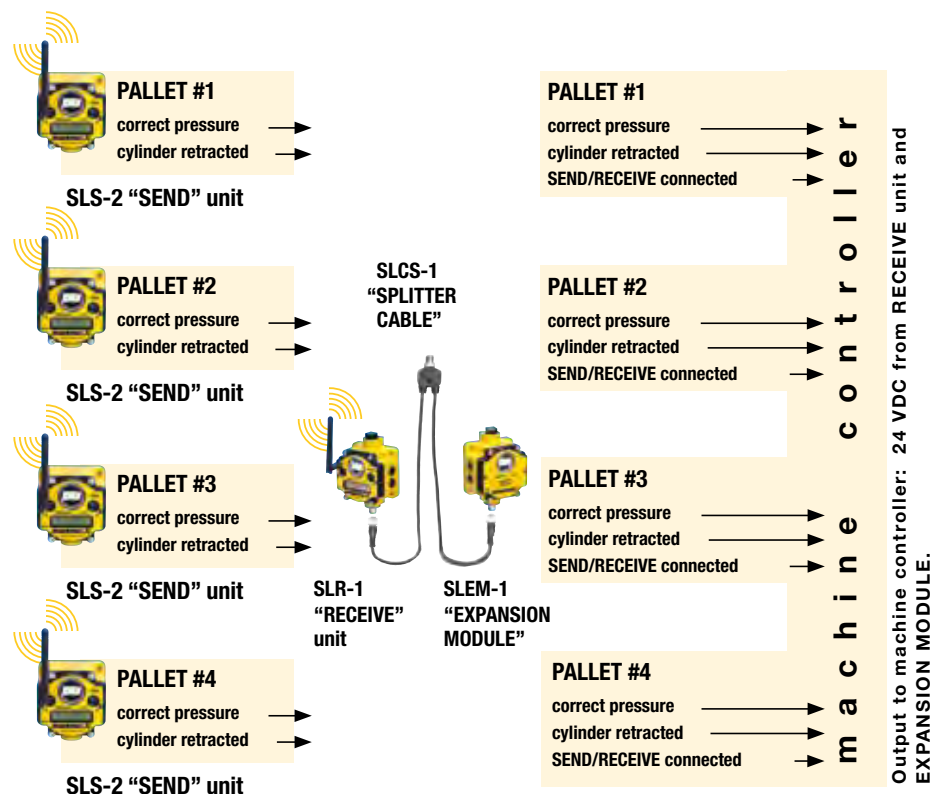 PALLET #1
correct pressure
cylinder retracted
SLS-2 “SEND” unit
PALLET #2
correct pressure
cylinder retracted
SLS-2 “SEND” unit
PALLET #3
correct pressure
cylinder retracted
SLS-2 “SEND” unit
PALLET #4
correct pressure
cylinder retracted
SLS-2 “SEND” unit
SLCS-1
“SPLITTER
CABLE”
SLR-1
“RECEIVE”
unit
SLEM-1
“EXPANSION
MODULE”
PALLET #1
correct pressure
cylinder retracted
SEND/RECEIVE connected
PALLET #2
correct pressure
cylinder retracted
SEND/RECEIVE connected
PALLET #3
correct pressure
cylinder retracted
SEND/RECEIVE connected
PALLET #4
correct pressure
cylinder retracted
SEND/RECEIVE connected
machine controller
Output to machine controller: 24 VDC from RECEIVE unit and
EXPANSION MODULE.